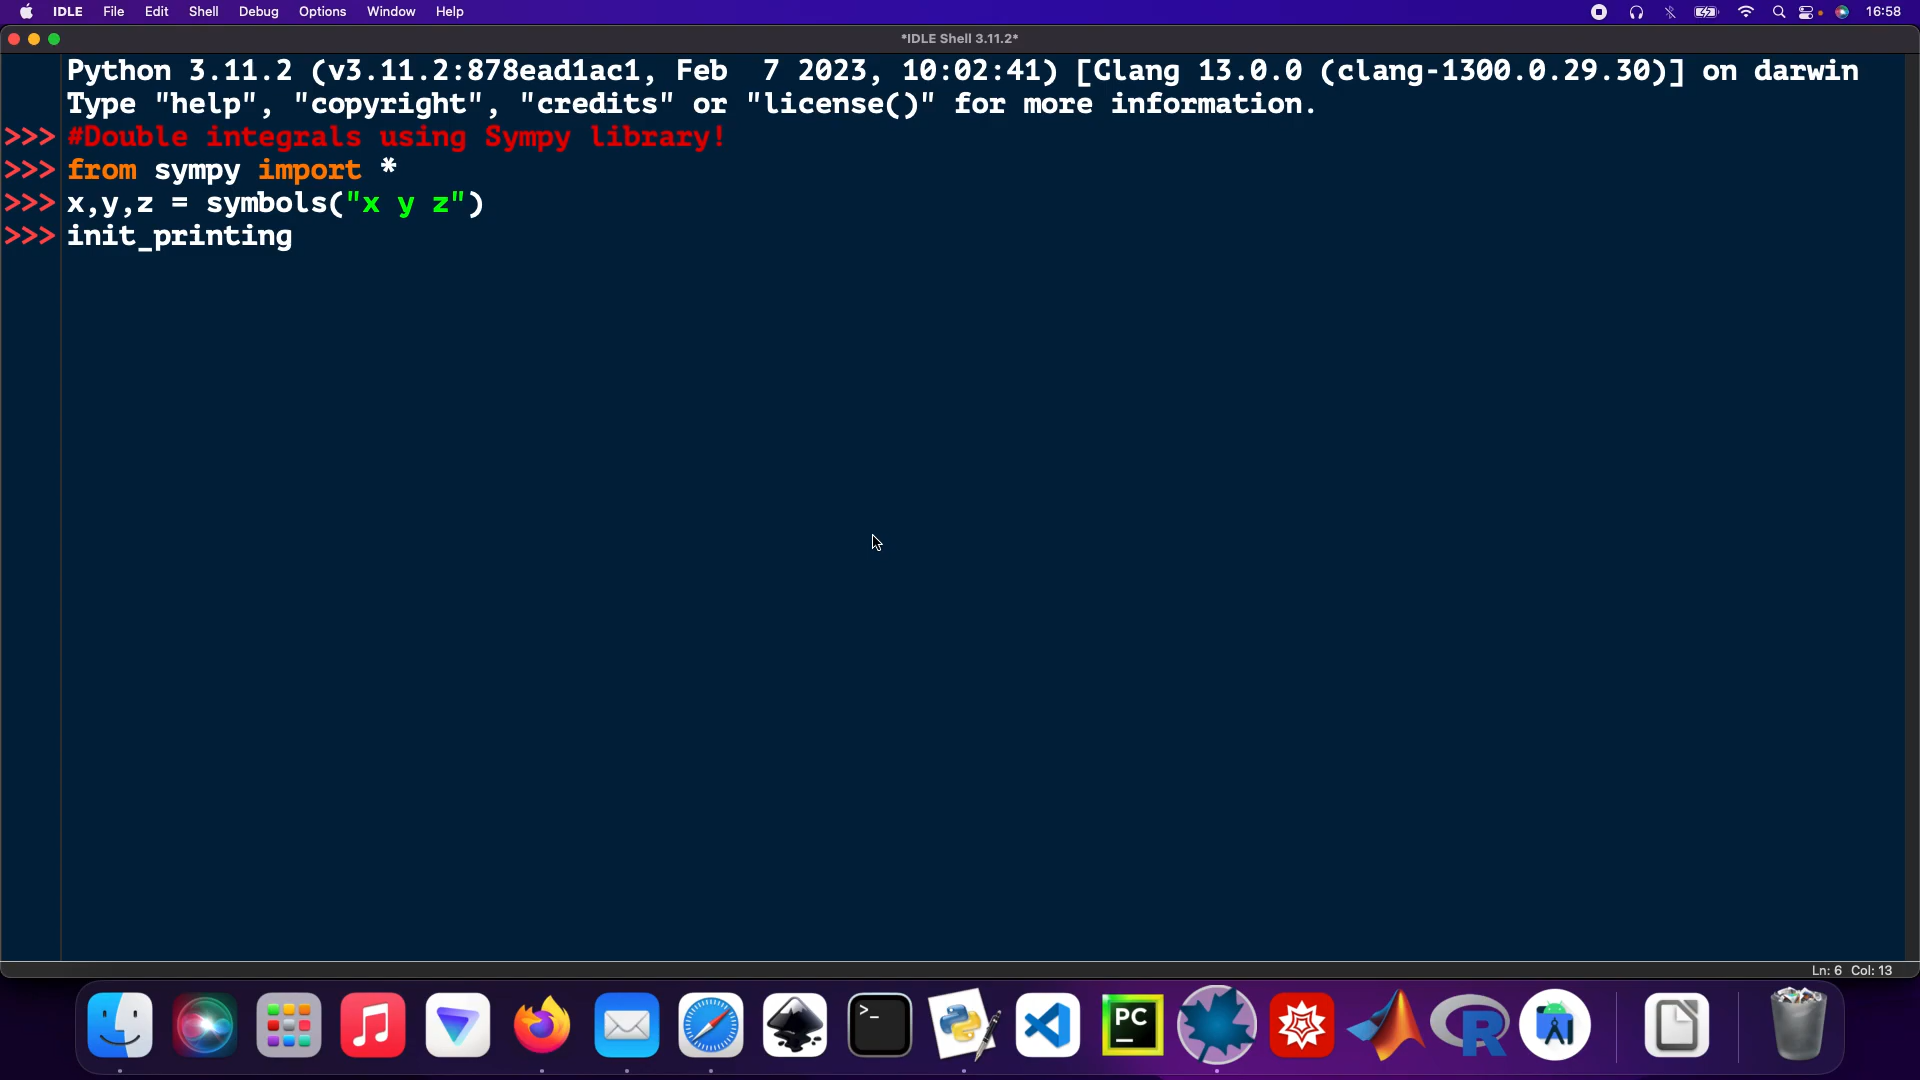 IDLE File Edit Shell Debug Options Window Help 16:58
*IDLE Shell 3.11.2*
Python 3.11.2 (v3.11.2:878ead1ac1, Feb  7 2023, 10:02:41) [Clang 13.0.0 (clang-1300.0.29.30)] on darwin
Type "help", "copyright", "credits" or "license()" for more information.
>>> #Double integrals using Sympy library!
>>> from sympy import *
>>> x,y,z = symbols("x y z")
>>> init_printing
Ln: 6 Col: 13
>_
PC
R
A